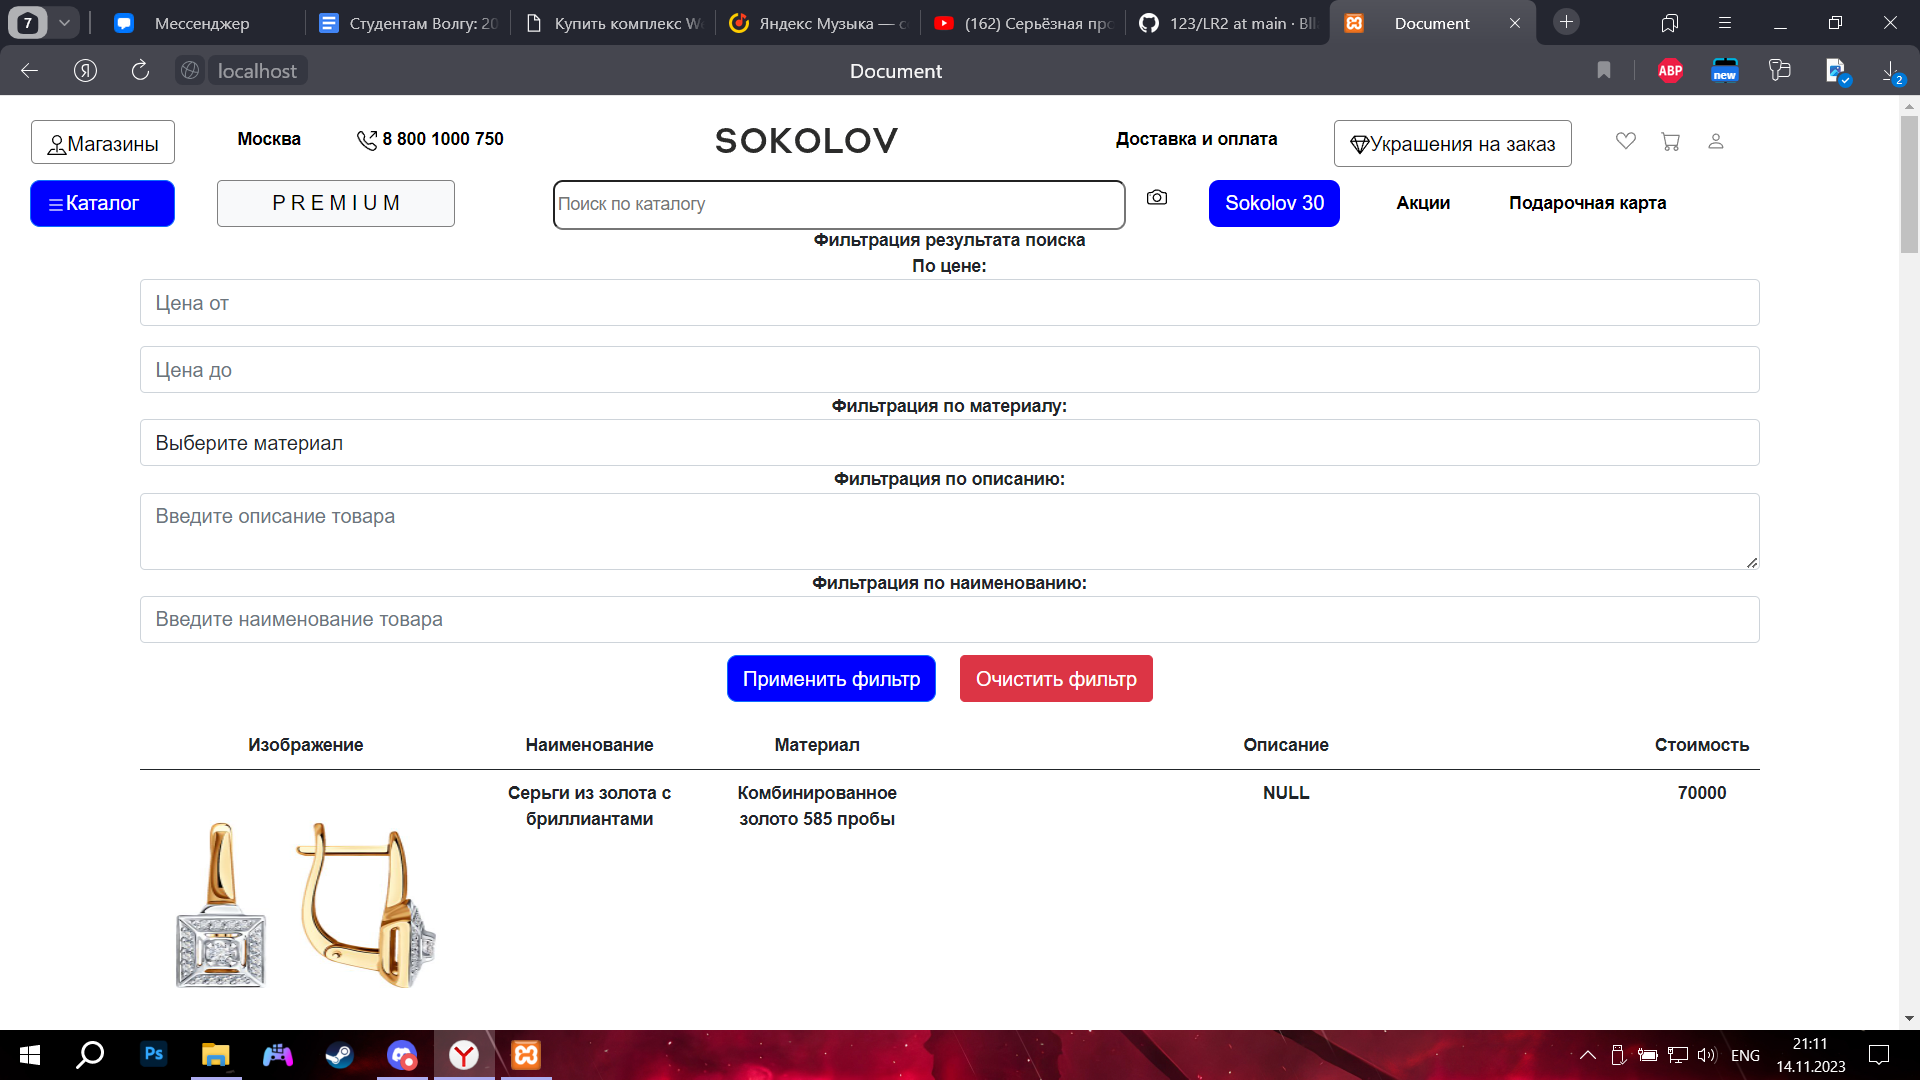 7
Мессенджер
Студентам Волгу: 20
Купить комплекс
Яндекс Музыка — с
(162) Серьёзная про
123/LR2 at main · Bll
Document
Я
localhost
Document
ABP
new
2
Магазины
Москва
8 800 1000 750
SOKOLOV
Доставка и оплата
Украшения на заказ
Каталог
PREMIUM
Поиск по каталогу
Sokolov 30
Акции
Подарочная карта
Фильтрация результата поиска
По цене:
Цена от
Цена до
Фильтрация по материалу:
Выберите материал
Фильтрация по описанию:
Введите описание товара
Фильтрация по наименованию:
Введите наименование товара
Применить фильтр
Очистить фильтр
Изображение
Наименование
Материал
Описание
Стоимость
Серьги из золота с
бриллиантами
Комбинированное
золото 585 пробы
NULL
70000
Ps
ENG
21:11
14.11.2023